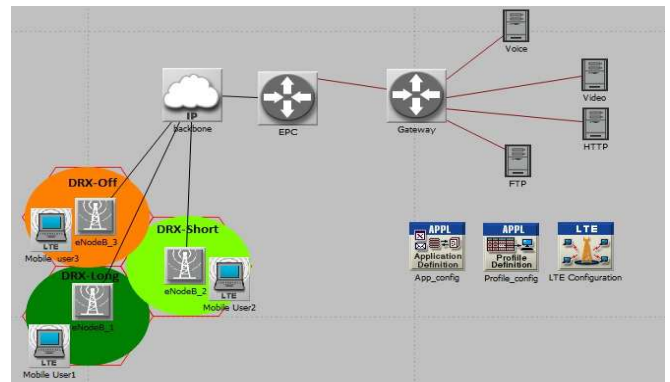 Voice
Video
IP
backbone
EPC
Gateway
HTTP
FTP
DRX-Off
LTE
eNodeB_3
Mobile_user3
DRX-Short
eNodeB_2
LTE
Mobile User2
DRX-Long
eNodeB_1
LTE
Mobile User1
APPL
Application
Definition
App_config
APPL
Profile
Definition
Profile_config
LTE
LTE Configuration